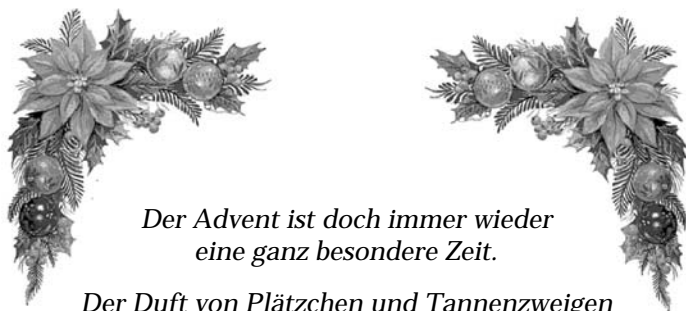 Der Advent ist doch immer wieder
eine ganz besondere Zeit.
Der Duft von Plätzchen und Tannenzweigen